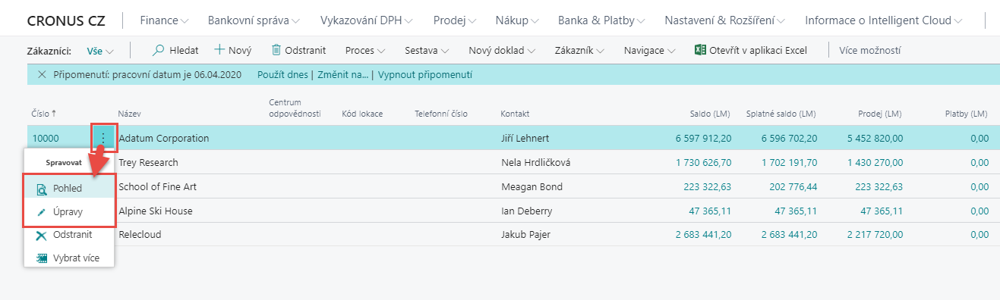 CRONUS CZ Finance Bankovní správa Vykazování DPH Prodej Nákup Banka & Platby Nastavení & Rozšíření Informace o Intelligent Cloud
Zákazníci: Vše Hledat Nový Odstranit Proces Sestava Nový doklad Zákazník Navigace Otevřít v aplikaci Excel Více možností
Připomenutí: pracovní datum je 06.04.2020 Použít dnes | Změnit na... | Vypnout připomenutí
Číslo ↑ Název Centrum odpovědnosti Kód lokace Telefonní číslo Kontakt Saldo (LM) Splatné saldo (LM) Prodej (LM) Platby (LM)
10000 Adatum Corporation Jiří Lehnert 6 597 912,20 6 596 702,20 5 452 820,00 0,00
Spravovat Trey Research Nela Hrdličková 1 730 626,70 1 702 191,70 1 430 270,00 0,00
Pohled School of Fine Art Meagan Bond 223 322,63 202 776,44 223 322,63 0,00
Úpravy Alpine Ski House Ian Deberry 47 365,11 47 365,11 47 365,11 0,00
Odstranit Relecloud Jakub Pajer 2 683 441,20 2 683 441,20 2 217 720,00 0,00
Vybrat více